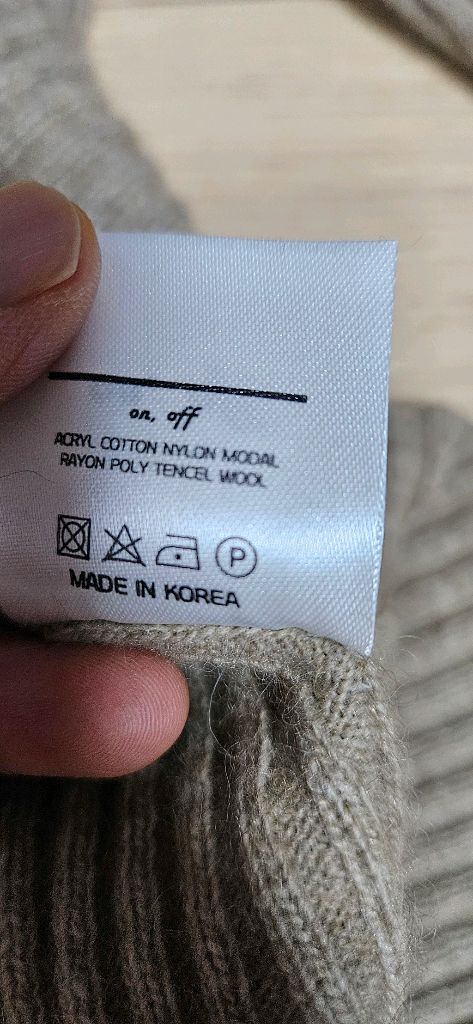 on, off
ACRYL COTTON NYLON MODAL
RAYON POLY TENCEL WOOL
P
MADE IN KOREA